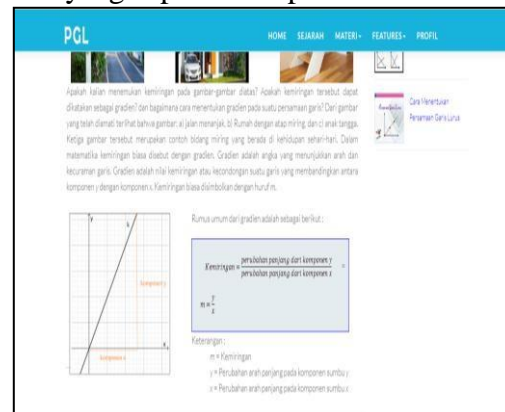 PGL
HOME SEJARAH MATERI FEATURES PROFIL
Apakah kalian menemukan kemiringan pada gambar-gambar diatas? Apakah kemiringan tersebut dapat
dikatakan sebagai gradien? dan bagaimana cara menentukan gradien pada suatu persamaan garis? Dari gambar
yang telah diamati terlihat bahwa gambar: a) jalan menanjak, b) Rumah dengan atap miring, dan c) anak tangga.
Ketiga gambar tersebut merupakan contoh bidang miring yang berada di kehidupan sehari-hari. Dalam
matematika kemiringan biasa disebut dengan gradien. Gradien adalah angka yang menunjukkan arah dan
kecuraman garis. Gradien adalah nilai kemiringan atau kecondongan suatu garis yang membandingkan antara
komponen y dengan komponen x. Kemiringan biasa disimbolkan dengan huruf m.
Cara Menentukan
Persamaan Garis Lurus
y
komponen y
komponen x
x
Rumus umum dari gradien adalah sebagai berikut :
Kemiringan = perubahan panjang dari komponen y / perubahan panjang dari komponen x =
m = y / x
Keterangan :
m = Kemiringan
y = Perubahan arah panjang pada komponen sumbu y
x = Perubahan arah panjang pada komponen sumbu x